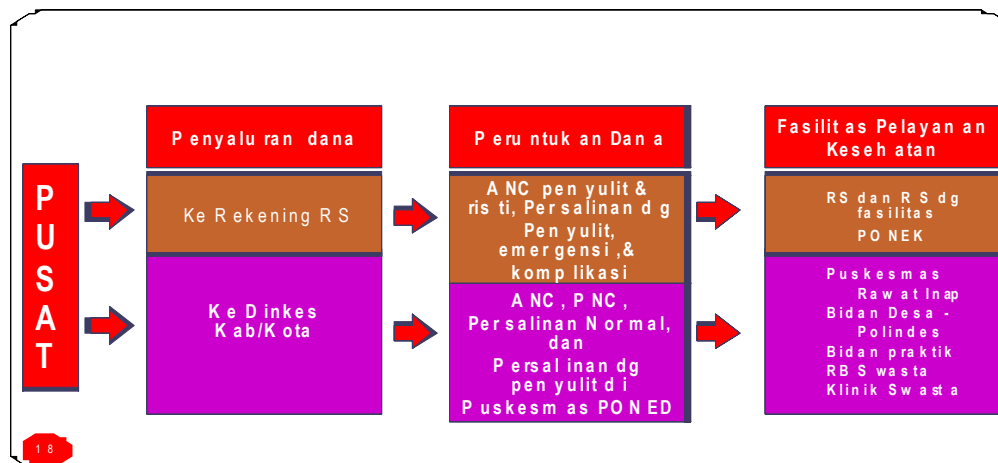 PUSAT
Penyaluran dana
Ke Rekening RS
Ke Dinkes
Kab/Kota
Peruntukan Dana
ANC penyulit &
risti, Persalinan dg
Penyulit,
emergensi ,&
komplikasi
ANC, PNC,
Persalinan Normal,
dan
Persalinan dg
penyulit di
Puskesmas PONED
Fasilitas Pelayanan
Kesehatan
RS dan RS dg
fasilitas
PONEK
Puskesmas
Rawat Inap
Bidan Desa -
Polindes
Bidan praktik
RB Swasta
Klinik Swasta
18